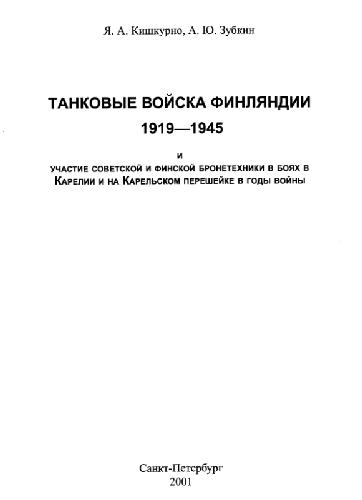 Я. А. Кишкурно, А. Ю. Зубкин
ТАНКОВЫЕ ВОЙСКА ФИНЛЯНДИИ
1919—1945
И
УЧАСТИЕ СОВЕТСКОЙ И ФИНСКОЙ БРОНЕТЕХНИКИ В БОЯХ В
КАРЕЛИИ И НА КАРЕЛЬСКОМ ПЕРЕШЕЙКЕ В ГОДЫ ВОЙНЫ
Санкт-Петербург
2001